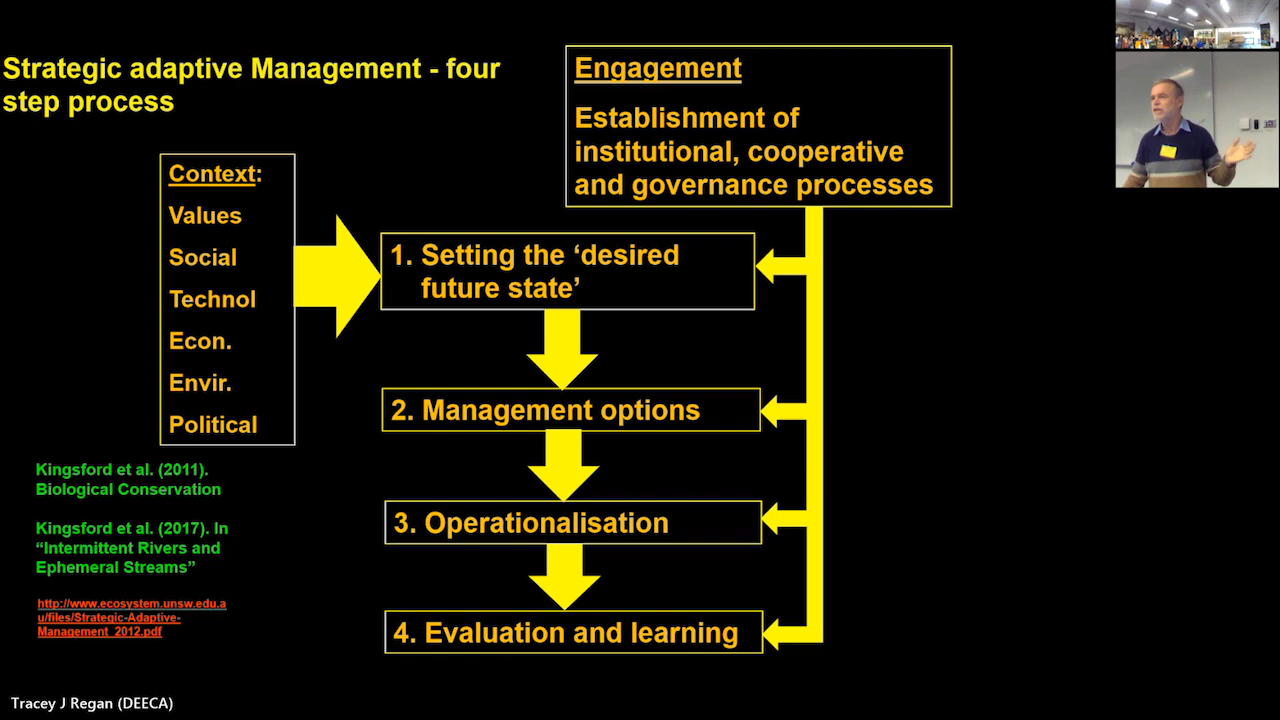 Strategic adaptive Management - four
step process
Engagement
Establishment of
institutional, cooperative
and governance processes
Context:
Values
Social
Technol
Econ.
Envir.
Political
1. Setting the ‘desired
future state’
2. Management options
3. Operationalisation
4. Evaluation and learning
Kingsford et al. (2011).
Biological Conservation
Kingsford et al. (2017). In
“Intermittent Rivers and
Ephemeral Streams”
http://www.ecosystem.unsw.edu.a
u/files/Strategic-Adaptive-
Management_2012.pdf
Tracey J Regan (DEECA)